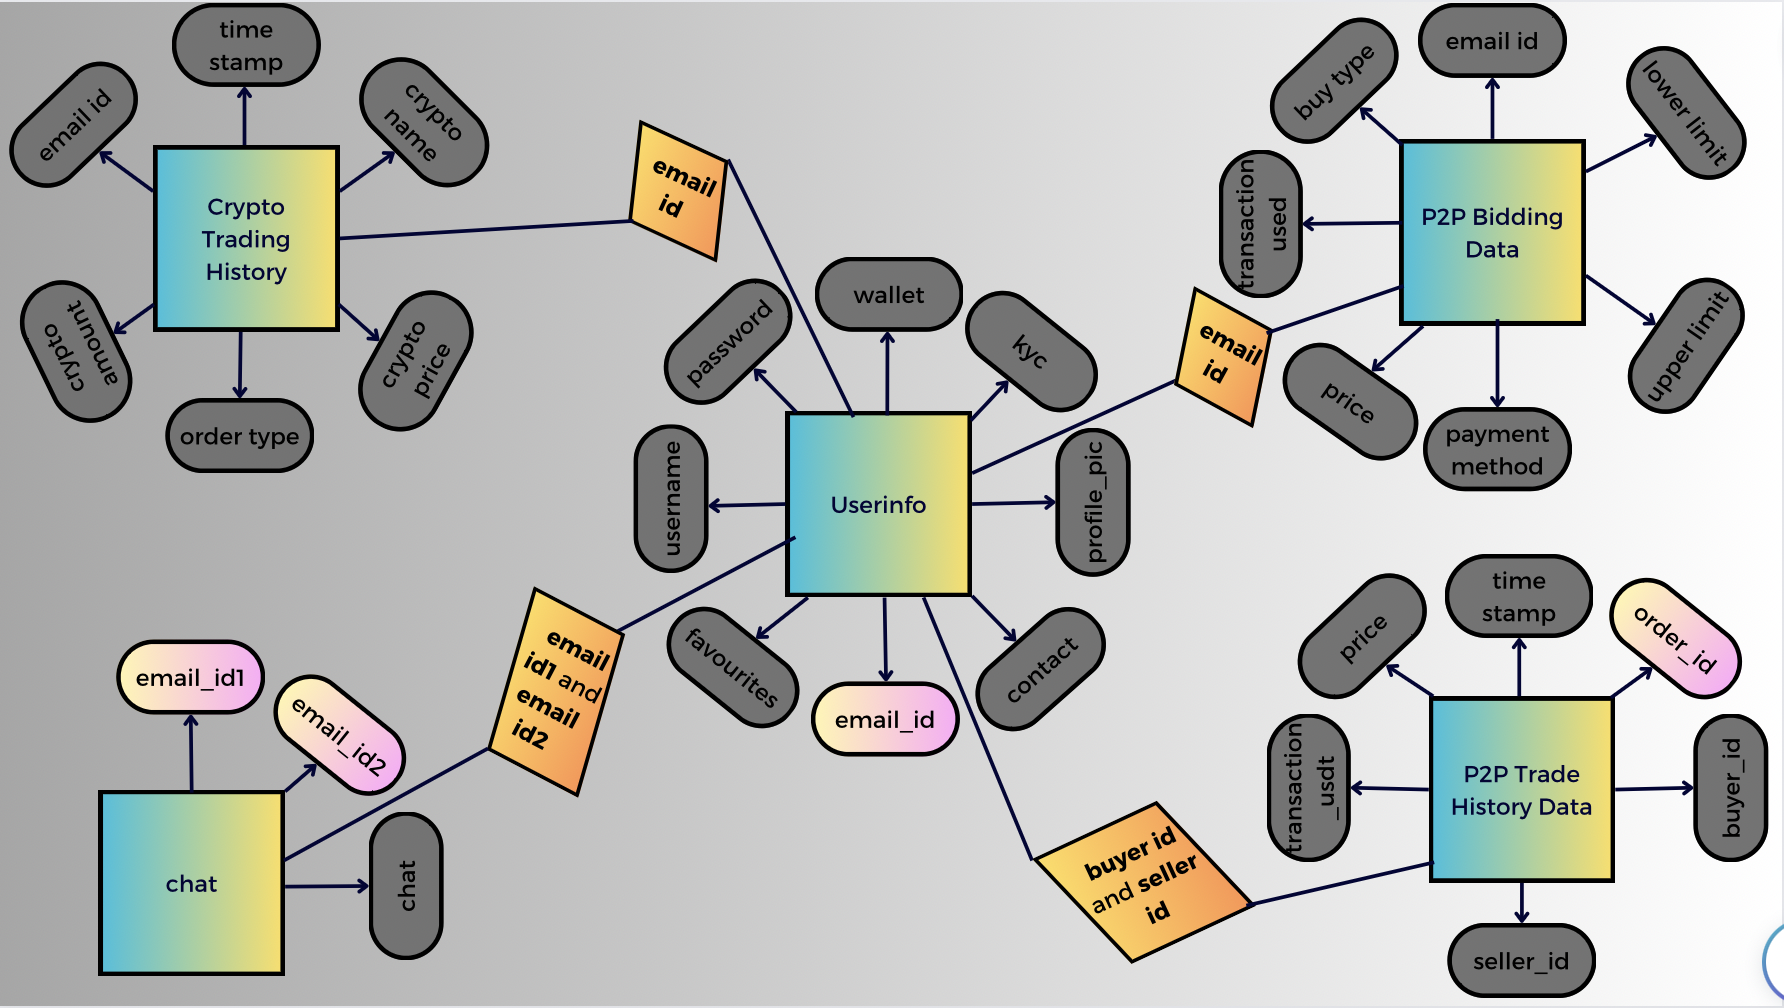 time
stamp
email id
crypto
name
Crypto
Trading
History
crypto
amount
crypto
price
order type
email
id
password
wallet
kyc
username
Userinfo
profile_pic
favourites
email_id
contact
buy type
email id
lower limit
transaction
used
P2P Bidding
Data
upper limit
price
payment
method
email
id
email
id1 and
email
id2
email_id1
email_id2
chat
chat
buyer id
and seller
id
price
time
stamp
order_id
transaction
_usdt
P2P Trade
History Data
buyer_id
seller_id